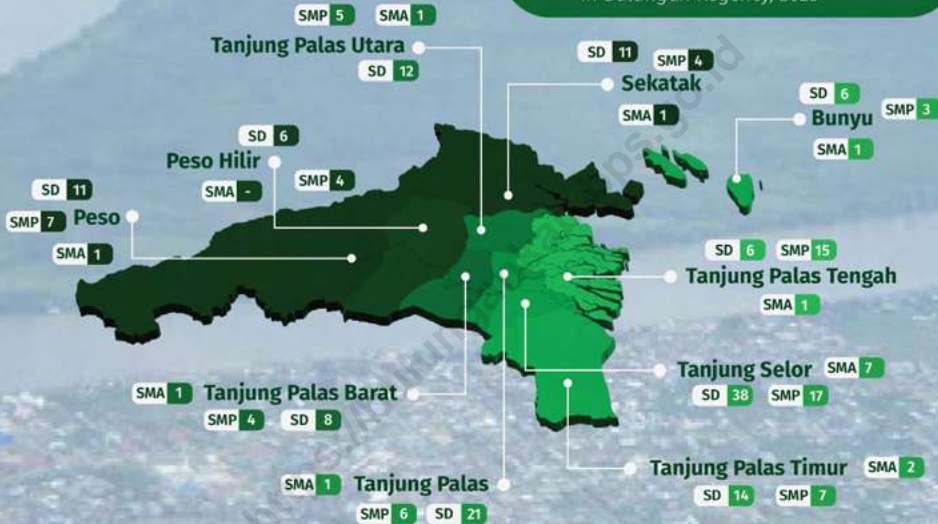 in Bulungan Regency, 2023
SMP 5 SMA 1
Tanjung Palas Utara
SD 12
SD 11 SMP 4
Sekatak
SMA 1
SD 6
Bunyu SMP 3
SMA 1
SD 6
Peso Hilir
SMA - SMP 4
SD 11
SMP 7 Peso
SMA 1
SD 6 SMP 15
Tanjung Palas Tengah
SMA 1
SMA 1 Tanjung Palas Barat
SMP 4 SD 8
Tanjung Selor SMA 7
SD 38 SMP 17
SMA 1 Tanjung Palas
SMP 6 SD 21
Tanjung Palas Timur SMA 2
SD 14 SMP 7